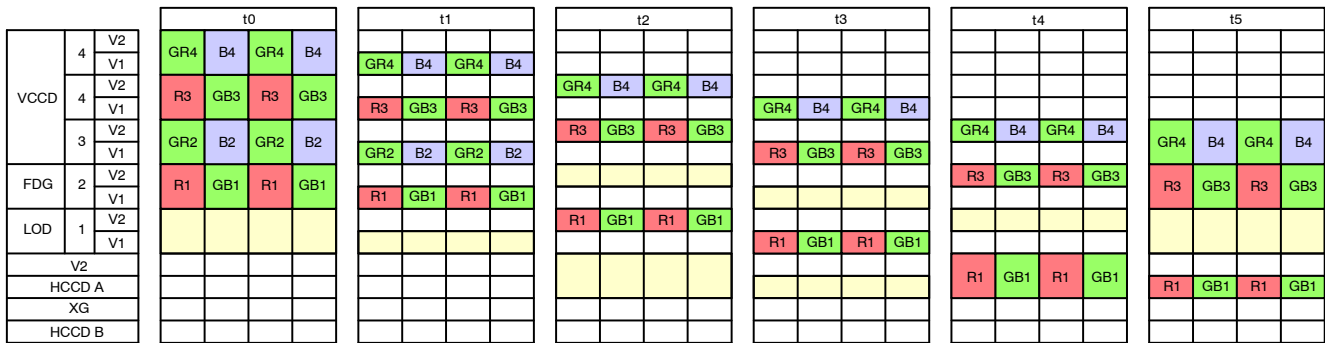 t0 t1 t2 t3 t4 t5
V2
4 GR4 B4 GR4 B4
V1 GR4 B4 GR4 B4
V2 GR4 B4 GR4 B4
VCCD 4 R3 GB3 R3 GB3
V1 R3 GB3 R3 GB3 GR4 B4 GR4 B4
V2 R3 GB3 R3 GB3 GR4 B4 GR4 B4
3 GR2 B2 GR2 B2 GR4 B4 GR4 B4
V1 GR2 B2 GR2 B2 R3 GB3 R3 GB3
V2 R3 GB3 R3 GB3
FDG 2 R1 GB1 R1 GB1 R3 GB3 R3 GB3
V1 R1 GB1 R1 GB1
V2 R1 GB1 R1 GB1
LOD 1
V1 R1 GB1 R1 GB1
V2
R1 GB1 R1 GB1
HCCD A R1 GB1 R1 GB1
XG
HCCD B